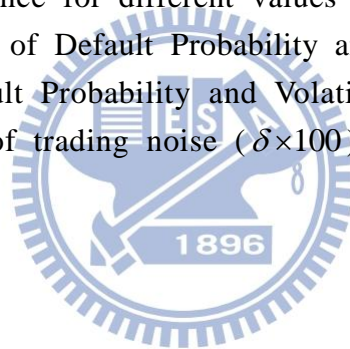 nce for different values
of Default Probability a
ult Probability and Volati
of trading noise (δ×100)
E S A
1896